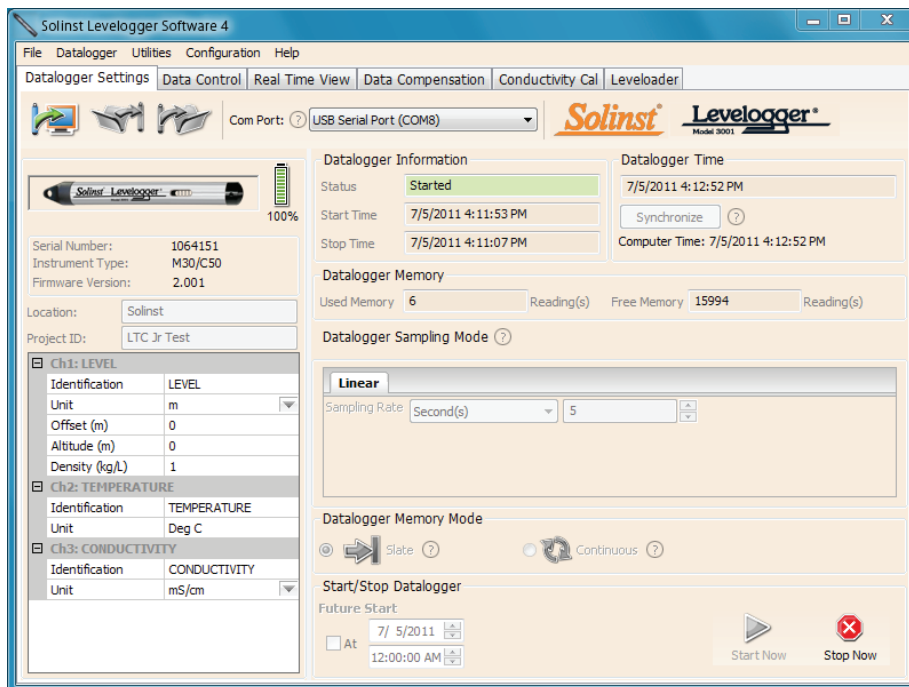 Solinst Levelogger Software 4
File Datalogger Utilities Configuration Help
Datalogger Settings Data Control Real Time View Data Compensation Conductivity Cal Leveloader
Com Port: ? USB Serial Port (COM8)
Solinst Levelogger
Model 3001
Solinst Levelogger
100%
Serial Number: 1064151
Instrument Type: M30/C50
Firmware Version: 2.001
Location: Solinst
Project ID: LTC Jr Test
Ch1: LEVEL
Identification LEVEL
Unit m
Offset (m) 0
Altitude (m) 0
Density (kg/L) 1
Ch2: TEMPERATURE
Identification TEMPERATURE
Unit Deg C
Ch3: CONDUCTIVITY
Identification CONDUCTIVITY
Unit mS/cm
Datalogger Information
Status Started
Start Time 7/5/2011 4:11:53 PM
Stop Time 7/5/2011 4:11:07 PM
Datalogger Time
7/5/2011 4:12:52 PM
Synchronize ?
Computer Time: 7/5/2011 4:12:52 PM
Datalogger Memory
Used Memory 6 Reading(s) Free Memory 15994 Reading(s)
Datalogger Sampling Mode ?
Linear
Sampling Rate Second(s) 5
Datalogger Memory Mode
Slate ? Continuous ?
Start/Stop Datalogger
Future Start
At 7/ 5/2011
12:00:00 AM
Start Now Stop Now